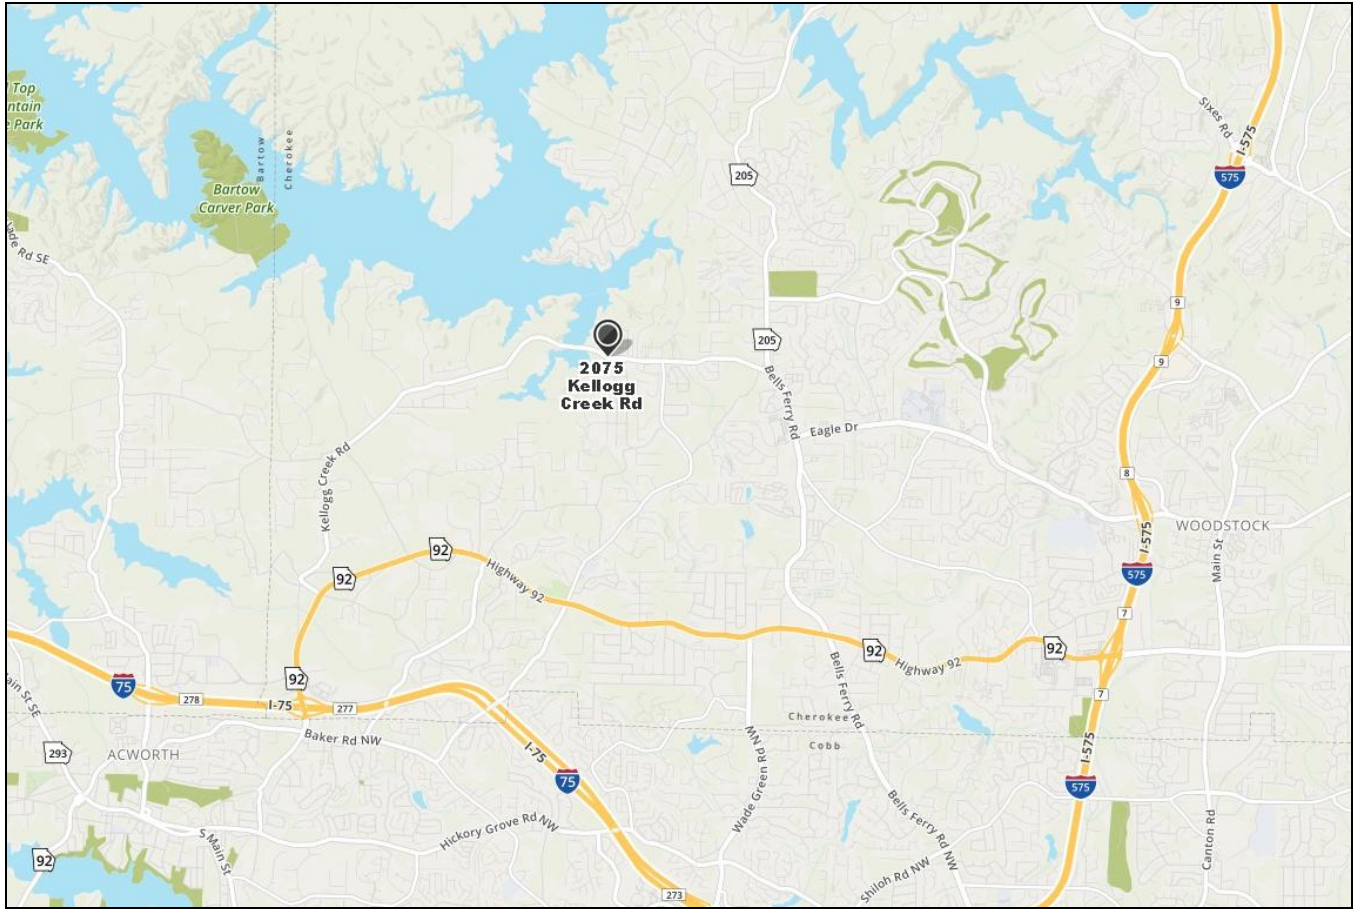 Top
ntain
e Park
Bartow
Cherokee
Bartow
Carver Park
205
Sixes Rd
I-575
575
ade Rd SE
9
205
2075
Kellogg
Creek Rd
9
Bells Ferry Rd
Eagle Dr
Kellogg Creek Rd
8
WOODSTOCK
I-575
Main St
92
92
Highway 92
575
7
92
92
Highway 92
92
Bells Ferry Rd
75
278
I-75
277
7
ain St SE
Cherokee
Cobb
Baker Rd NW
293
ACWORTH
I-75
75
Wade Green Rd NW
I-575
575
Bells Ferry Rd NW
Hickory Grove Rd NW
S Main St
Canton Rd
92
Shiloh Rd NW
273